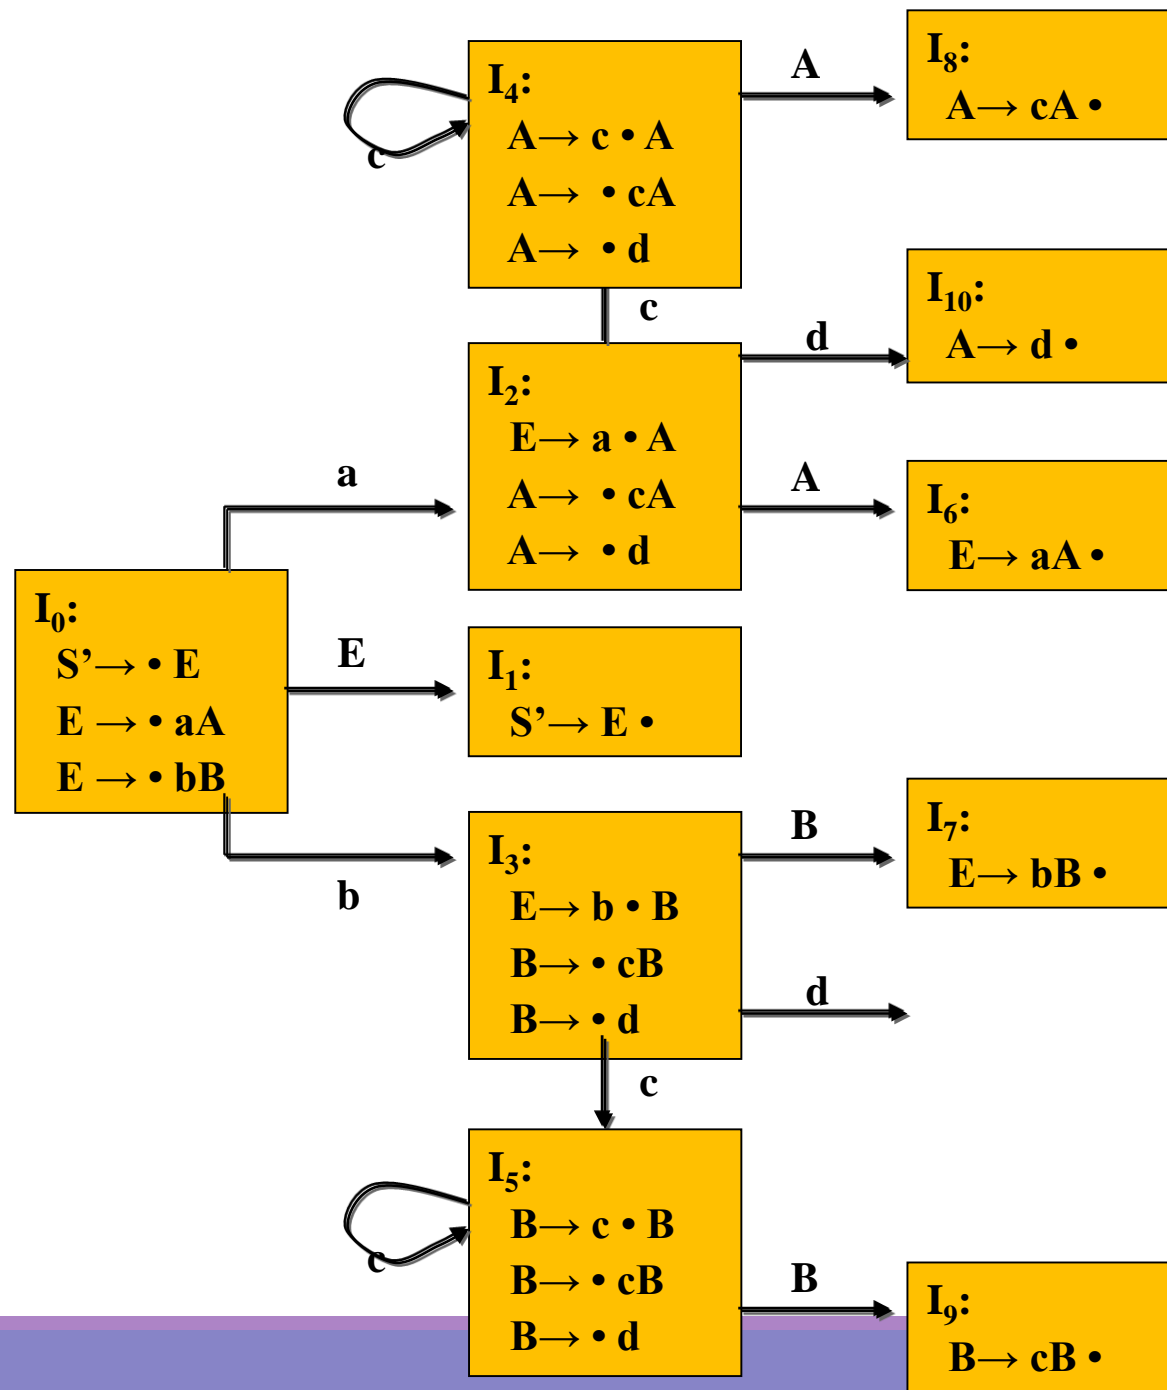 I₄:
A→ c • A
A→ • cA
A→ • d
c
A
I₈:
A→ cA •
c
I₁₀:
A→ d •
d
I₂:
E→ a • A
A→ • cA
A→ • d
a
A
I₆:
E→ aA •
I₀:
S’→ • E
E → • aA
E → • bB
E
I₁:
S’→ E •
b
I₃:
E→ b • B
B→ • cB
B→ • d
B
I₇:
E→ bB •
d
c
I₅:
B→ c • B
B→ • cB
B→ • d
c
B
I₉:
B→ cB •